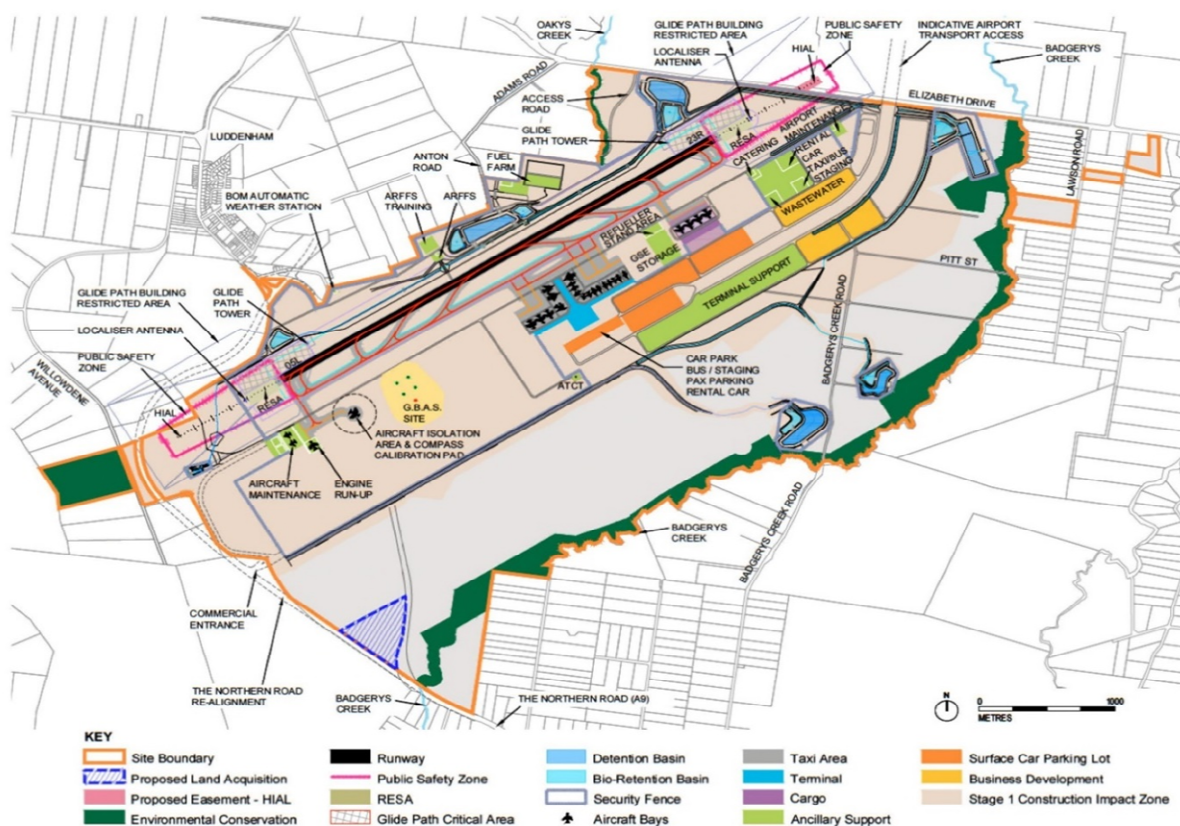 OAKYS
CREEK
GLIDE PATH BUILDING
RESTRICTED AREA
LOCALISER
ANTENNA
HIAL
PUBLIC SAFETY
ZONE
INDICATIVE AIRPORT
TRANSPORT ACCESS
BADGERYS
CREEK
ADAMS ROAD
ACCESS
ROAD
ELIZABETH DRIVE
LUDDENHAM
GLIDE
PATH TOWER
23R
RESA
AIRPORT
MAINTENANCE
CATERING
RENTAL
CAR
TAXI/BUS
STAGING
LAWSON ROAD
ANTON
ROAD
FUEL
FARM
BOM AUTOMATIC
WEATHER STATION
ARFFS
TRAINING
ARFFS
WASTEWATER
REFUELLER
STAND AREA
GSE
STORAGE
PITT ST
TERMINAL SUPPORT
GLIDE PATH BUILDING
RESTRICTED AREA
GLIDE
PATH
TOWER
LOCALISER ANTENNA
PUBLIC SAFETY
ZONE
05L
WILLOWDENE
AVENUE
HIAL
RESA
BADGERYS CREEK ROAD
CAR PARK
BUS / STAGING
PAX PARKING
RENTAL CAR
ATCT
G.B.A.S.
SITE
AIRCRAFT ISOLATION
AREA & COMPASS
CALIBRATION PAD
AIRCRAFT
MAINTENANCE
ENGINE
RUN-UP
BADGERYS
CREEK
BADGERYS CREEK ROAD
COMMERCIAL
ENTRANCE
THE NORTHERN ROAD
RE-ALIGNMENT
BADGERYS
CREEK
THE NORTHERN ROAD (A9)
N
0 1000
METRES
KEY
Site Boundary
Proposed Land Acquisition
Proposed Easement - HIAL
Environmental Conservation
Runway
Public Safety Zone
RESA
Glide Path Critical Area
Detention Basin
Bio-Retention Basin
Security Fence
Aircraft Bays
Taxi Area
Terminal
Cargo
Ancillary Support
Surface Car Parking Lot
Business Development
Stage 1 Construction Impact Zone